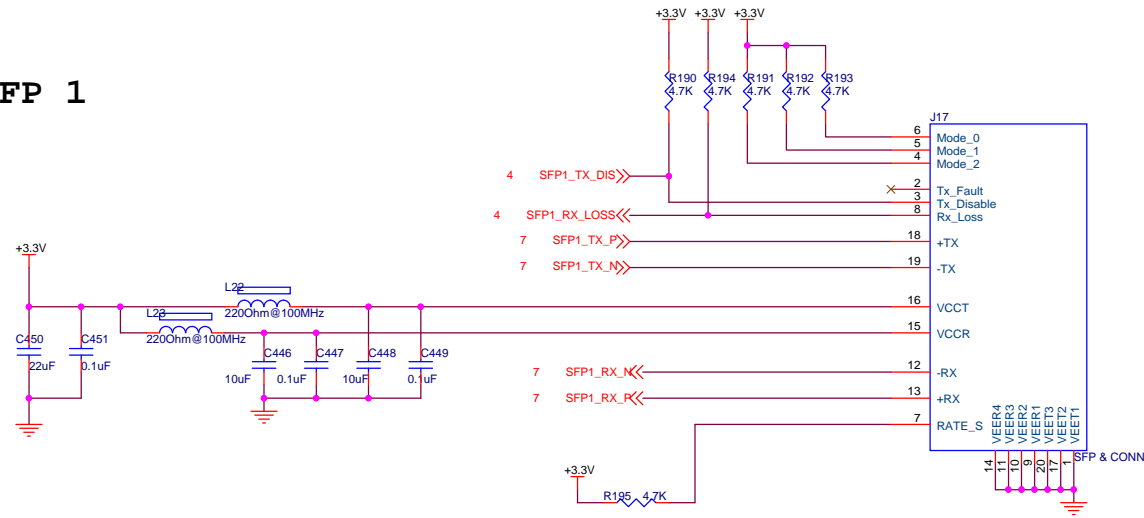 +3.3V +3.3V +3.3V
FP 1
R190 R194 R191 R192 R193
4.7K 4.7K 4.7K 4.7K 4.7K
J17
6 Mode_0
5 Mode_1
4 Mode_2
4 SFP1_TX_DIS
2 Tx_Fault
3 Tx_Disable
4 SFP1_RX_LOSS 8 Rx_Loss
7 SFP1_TX_P 18 +TX
7 SFP1_TX_N 19 -TX
+3.3V
L22
220Ohm@100MHz 16 VCCT
L23
220Ohm@100MHz 15 VCCR
C450 C451 C446 C447 C448 C449
22uF 0.1uF 10uF 0.1uF 10uF 0.1uF
7 SFP1_RX_N 12 -RX
7 SFP1_RX_P 13 +RX
7 RATE_S
VEER4 VEER3 VEER2 VEER1 VEET3 VEET2 VEET1
14 11 10 9 20 17 1
SFP & CONN
+3.3V
R195 4.7K